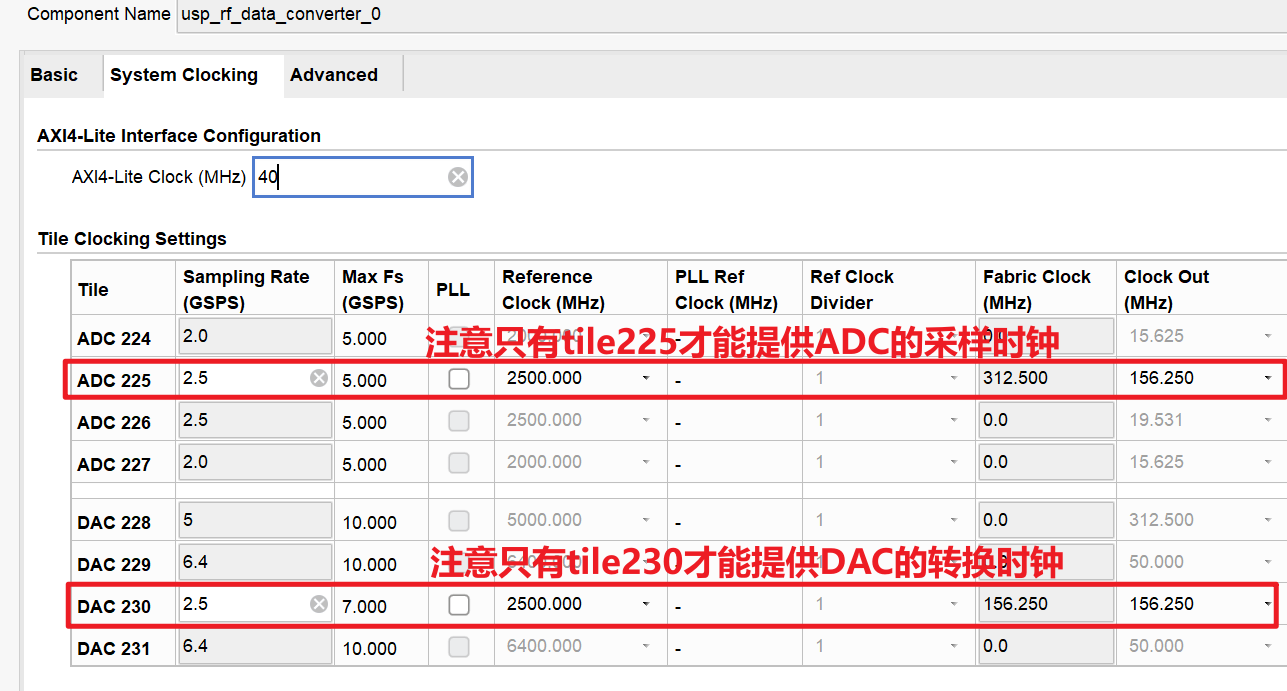 Component Name usp_rf_data_converter_0
Basic System Clocking Advanced
AXI4-Lite Interface Configuration
AXI4-Lite Clock (MHz) 40
Tile Clocking Settings
Tile Sampling Rate (GSPS) Max Fs (GSPS) PLL Reference Clock (MHz) PLL Ref Clock (MHz) Ref Clock Divider Fabric Clock (MHz) Clock Out (MHz)
ADC 224 2.0 5.000 - 1 0.0 15.625
注意只有tile225才能提供ADC的采样时钟
ADC 225 2.5 5.000 2500.000 - 1 312.500 156.250
ADC 226 2.5 5.000 2500.000 - 1 0.0 19.531
ADC 227 2.0 5.000 2000.000 - 1 0.0 15.625
DAC 228 5 10.000 5000.000 - 1 0.0 312.500
DAC 229 6.4 10.000 6400.000 - 1 50.000
注意只有tile230才能提供DAC的转换时钟
DAC 230 2.5 7.000 2500.000 - 1 156.250 156.250
DAC 231 6.4 10.000 6400.000 - 1 0.0 50.000